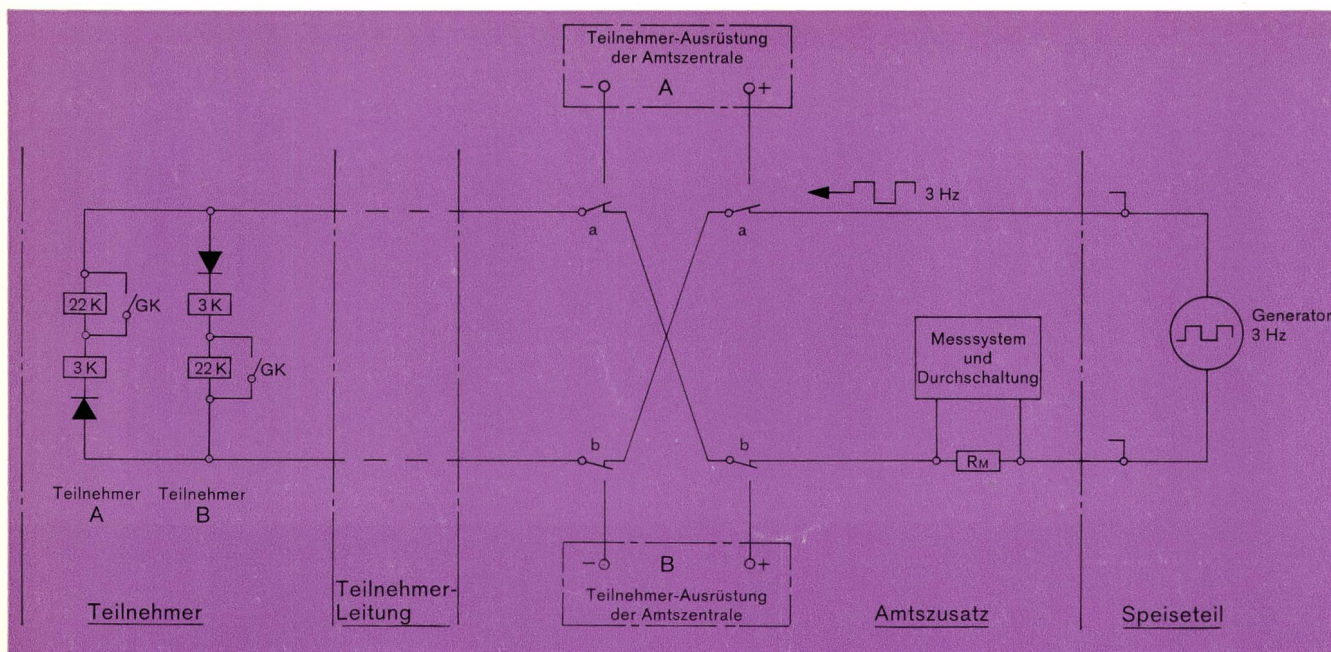 Teilnehmer-Ausrüstung
der Amtszentrale
− A +
a
a
3 Hz
22 K
GK
3 K
3 K
22 K
GK
Generator
3 Hz
Messsystem
und
Durchschaltung
b
b
RM
Teilnehmer
A
Teilnehmer
B
− B +
Teilnehmer-Ausrüstung
der Amtszentrale
Teilnehmer
Teilnehmer-
Leitung
Amtszusatz
Speiseteil